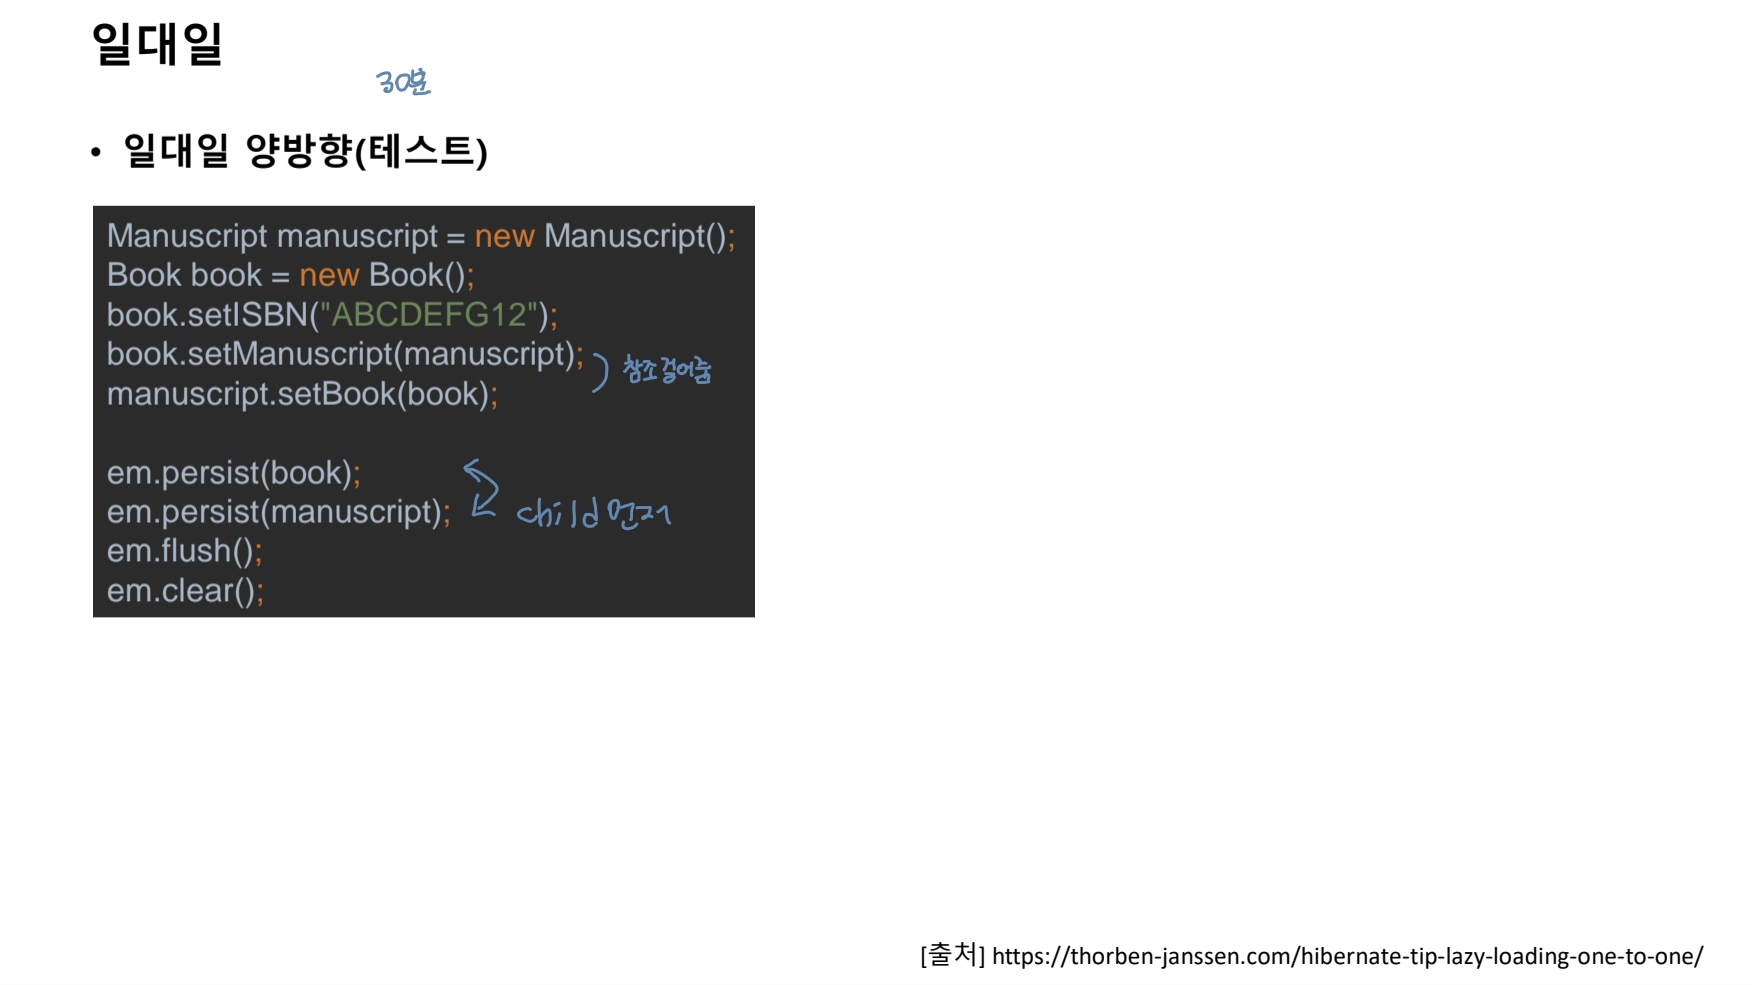 일대일
30분
• 일대일 양방향(테스트)
Manuscript manuscript = new Manuscript();
Book book = new Book();
book.setISBN("ABCDEFG12");
book.setManuscript(manuscript);
참조 걸어줌
manuscript.setBook(book);
em.persist(book);
em.persist(manuscript);
child 먼저
em.flush();
em.clear();
[출처] https://thorben-janssen.com/hibernate-tip-lazy-loading-one-to-one/